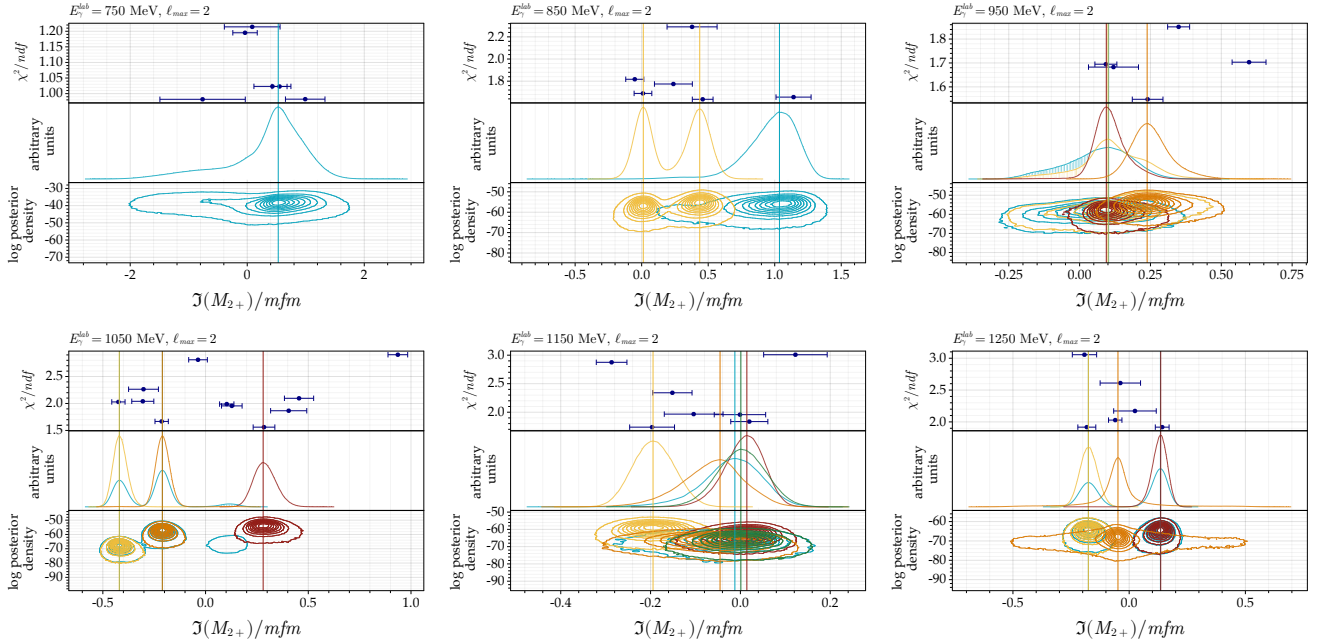 E_γ^lab = 750 MeV, ℓ_max = 2
χ²/ndf
1.20
1.15
1.10
1.05
1.00
arbitrary units
log posterior density
-30
-40
-50
-60
-70
-2
0
2
ℑ(M_2+)/mfm
E_γ^lab = 850 MeV, ℓ_max = 2
χ²/ndf
2.2
1.8
arbitrary units
log posterior density
-50
-60
-70
-80
-0.5
0.0
0.5
1.0
1.5
ℑ(M_2+)/mfm
E_γ^lab = 950 MeV, ℓ_max = 2
χ²/ndf
1.8
1.7
1.6
arbitrary units
log posterior density
-50
-60
-70
-80
-0.25
0.00
0.25
0.50
0.75
ℑ(M_2+)/mfm
E_γ^lab = 1050 MeV, ℓ_max = 2
χ²/ndf
2.5
2.0
1.5
arbitrary units
log posterior density
-50
-60
-70
-80
-90
-0.5
0.0
0.5
1.0
ℑ(M_2+)/mfm
E_γ^lab = 1150 MeV, ℓ_max = 2
χ²/ndf
3.0
2.5
2.0
arbitrary units
log posterior density
-50
-60
-70
-80
-90
-0.4
-0.2
0.0
0.2
ℑ(M_2+)/mfm
E_γ^lab = 1250 MeV, ℓ_max = 2
χ²/ndf
3.0
2.5
2.0
arbitrary units
log posterior density
-60
-70
-80
-90
-0.5
0.0
0.5
ℑ(M_2+)/mfm